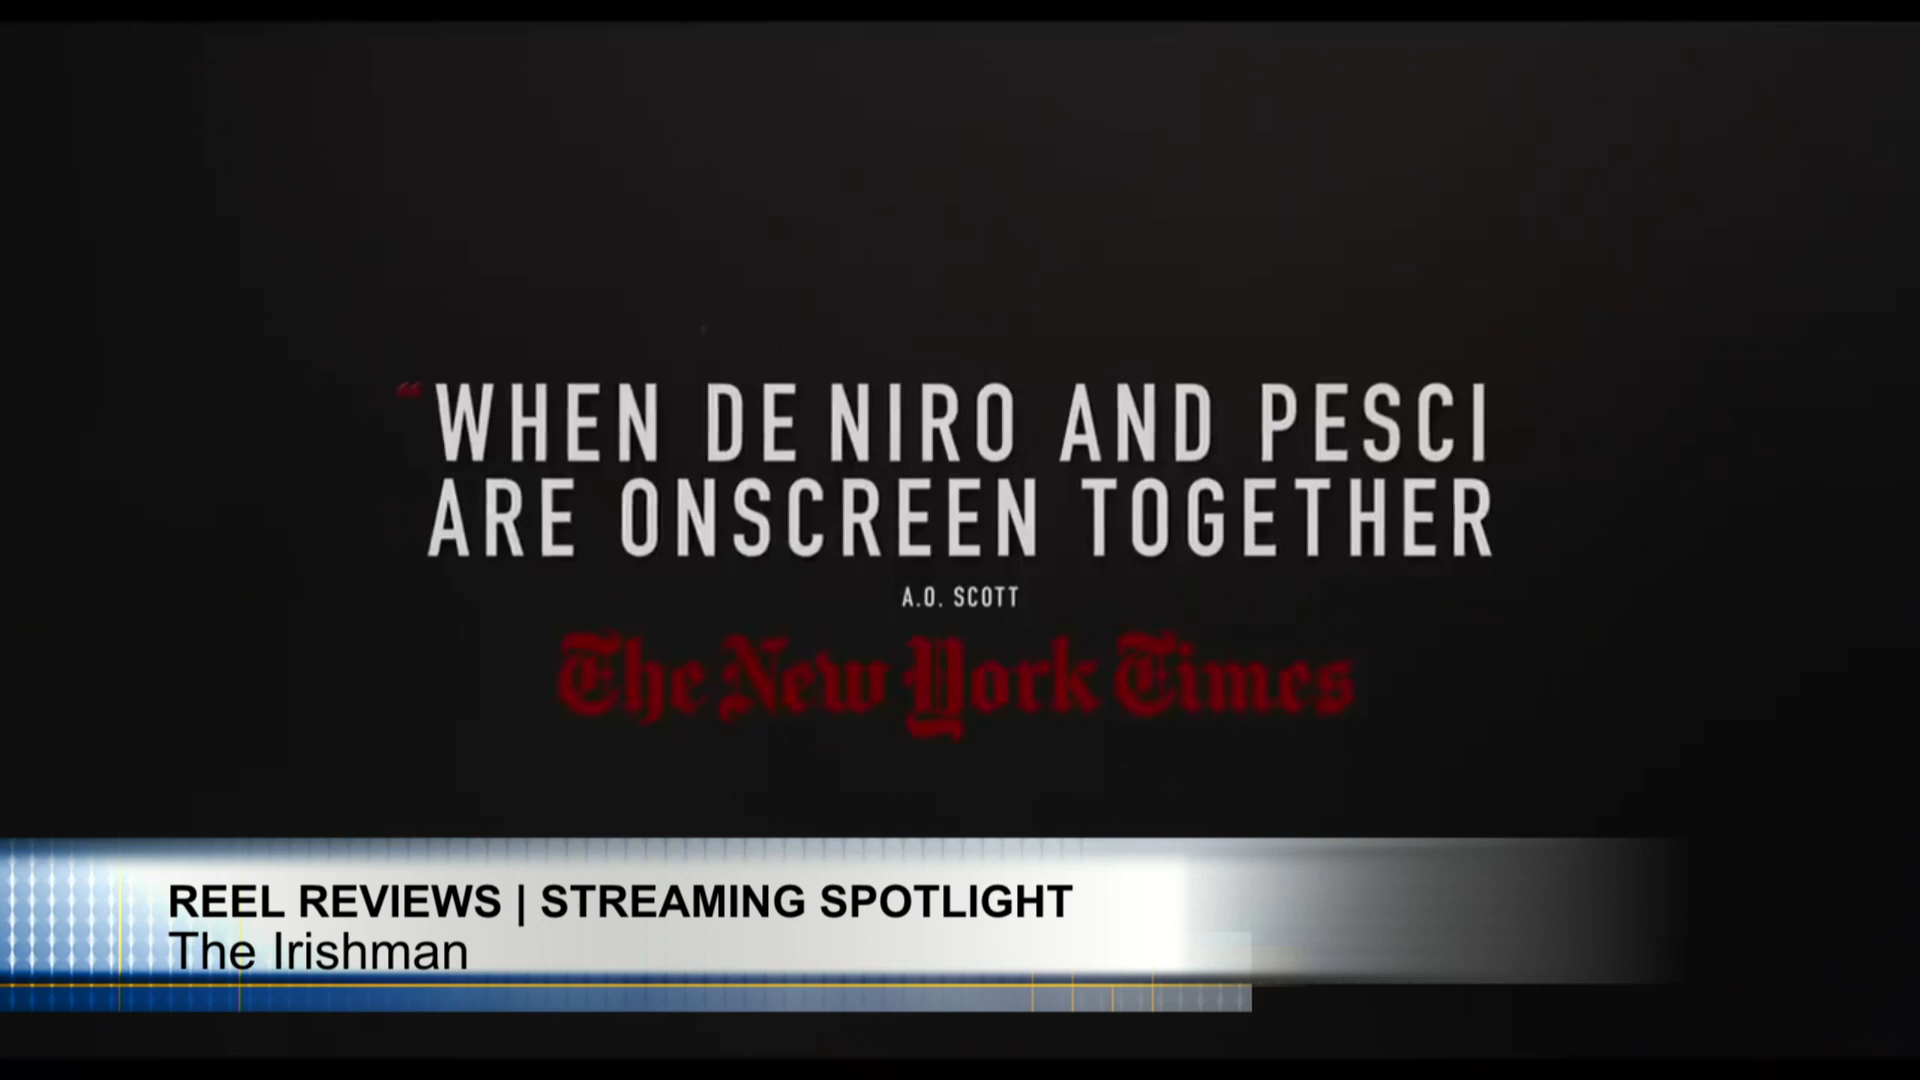 “WHEN DE NIRO AND PESCI
ARE ONSCREEN TOGETHER
A.O. SCOTT
The New York Times
REEL REVIEWS | STREAMING SPOTLIGHT
The Irishman